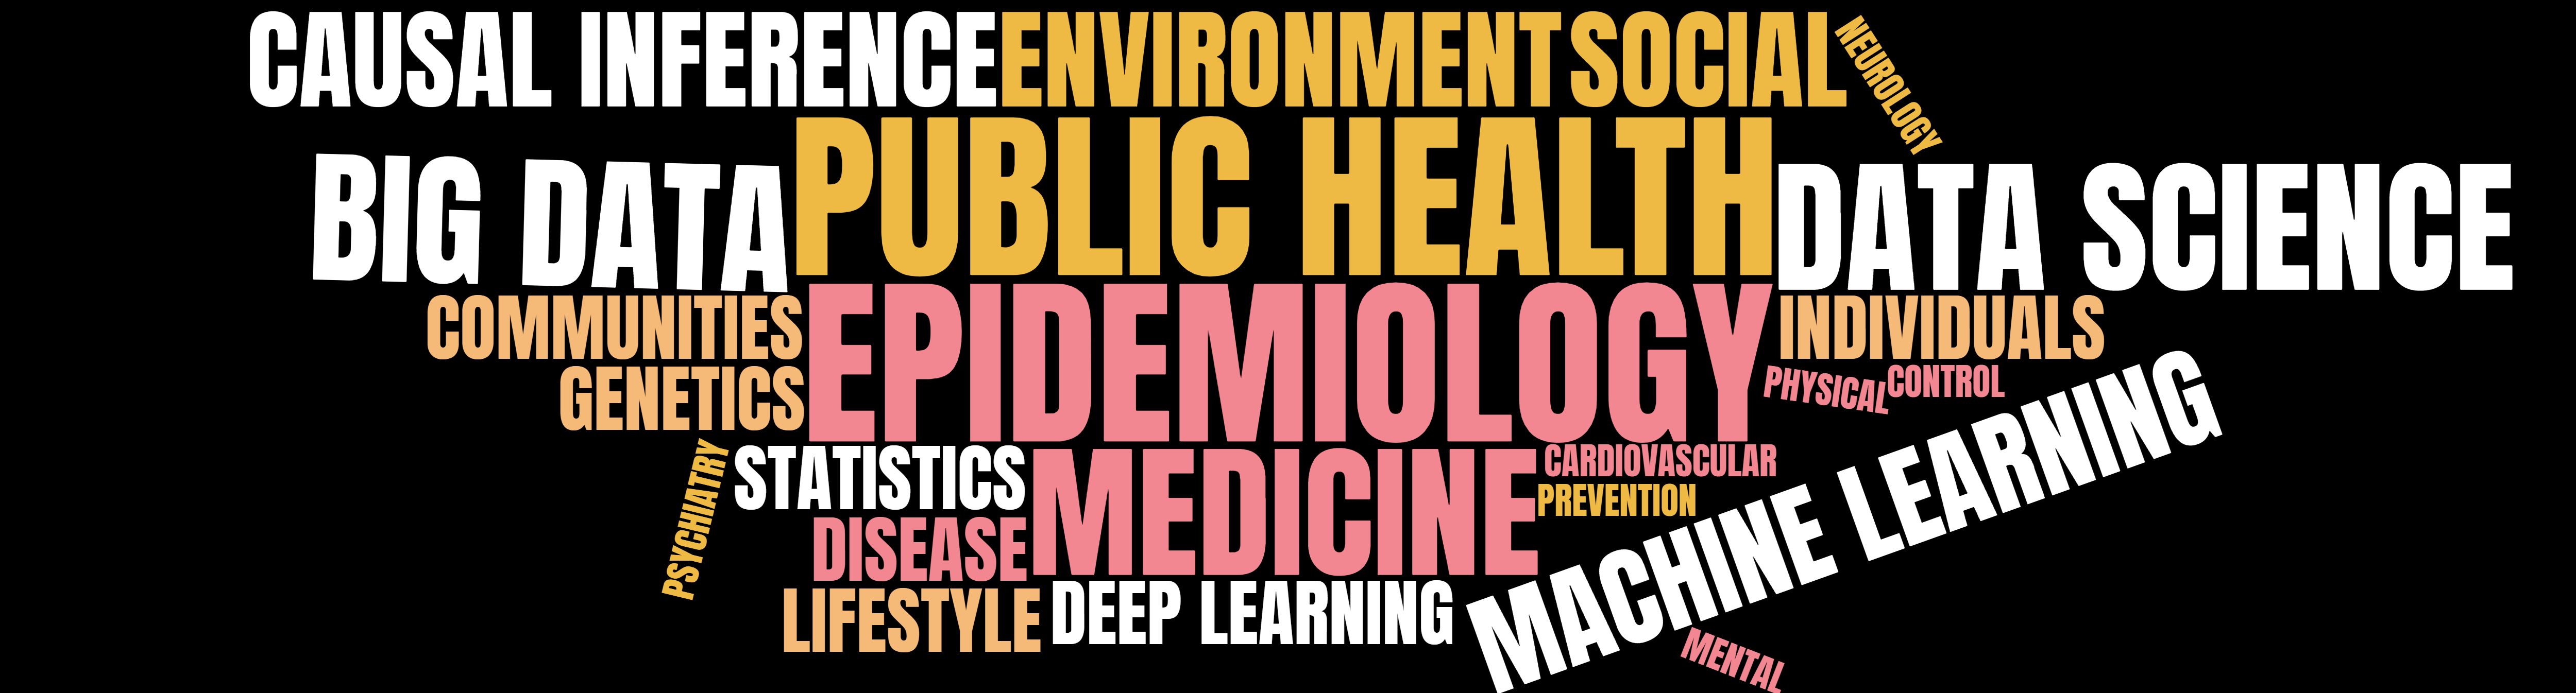 CAUSAL INFERENCE ENVIRONMENT SOCIAL
NEUROLOGY
BIG DATA PUBLIC HEALTH DATA SCIENCE
COMMUNITIES EPIDEMIOLOGY INDIVIDUALS
GENETICS PHYSICAL CONTROL
PSYCHIATRY
STATISTICS MEDICINE CARDIOVASCULAR
PREVENTION
DISEASE
MACHINE LEARNING
LIFESTYLE DEEP LEARNING
MENTAL